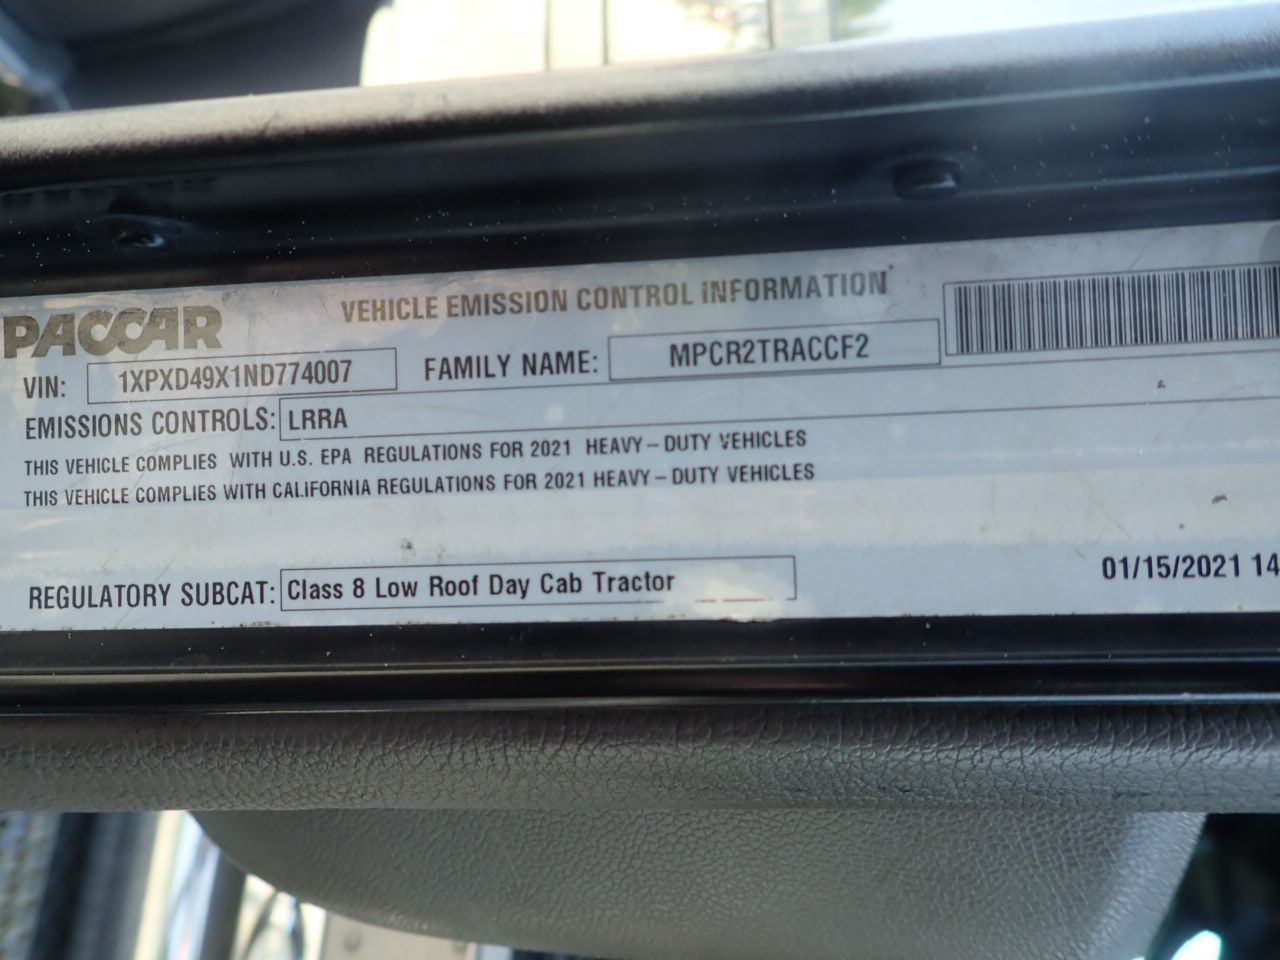 PACCAR
VEHICLE EMISSION CONTROL INFORMATION
VIN: 1XPXD49X1ND774007 FAMILY NAME: MPCR2TRACCF2
EMISSIONS CONTROLS: LRRA
THIS VEHICLE COMPLIES WITH U.S. EPA REGULATIONS FOR 2021 HEAVY-DUTY VEHICLES
THIS VEHICLE COMPLIES WITH CALIFORNIA REGULATIONS FOR 2021 HEAVY-DUTY VEHICLES
REGULATORY SUBCAT: Class 8 Low Roof Day Cab Tractor
01/15/2021 14